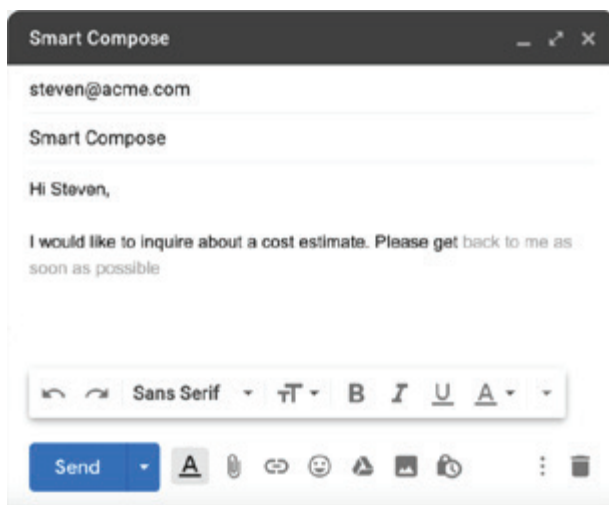 Smart Compose
steven@acme.com
Smart Compose
Hi Steven,
I would like to inquire about a cost estimate. Please get back to me as
soon as possible
Sans Serif
Send